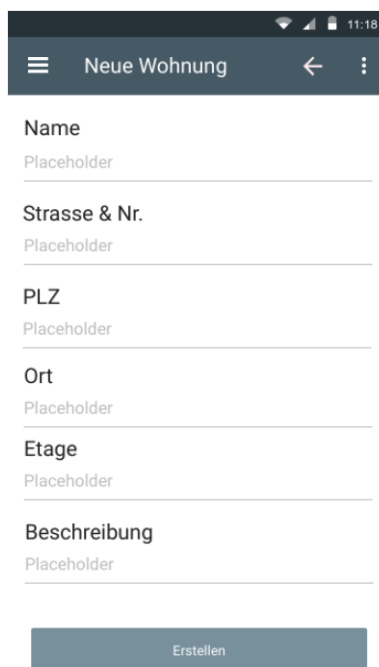 11:18
Neue Wohnung
Name
Placeholder
Strasse & Nr.
Placeholder
PLZ
Placeholder
Ort
Placeholder
Etage
Placeholder
Beschreibung
Placeholder
Erstellen